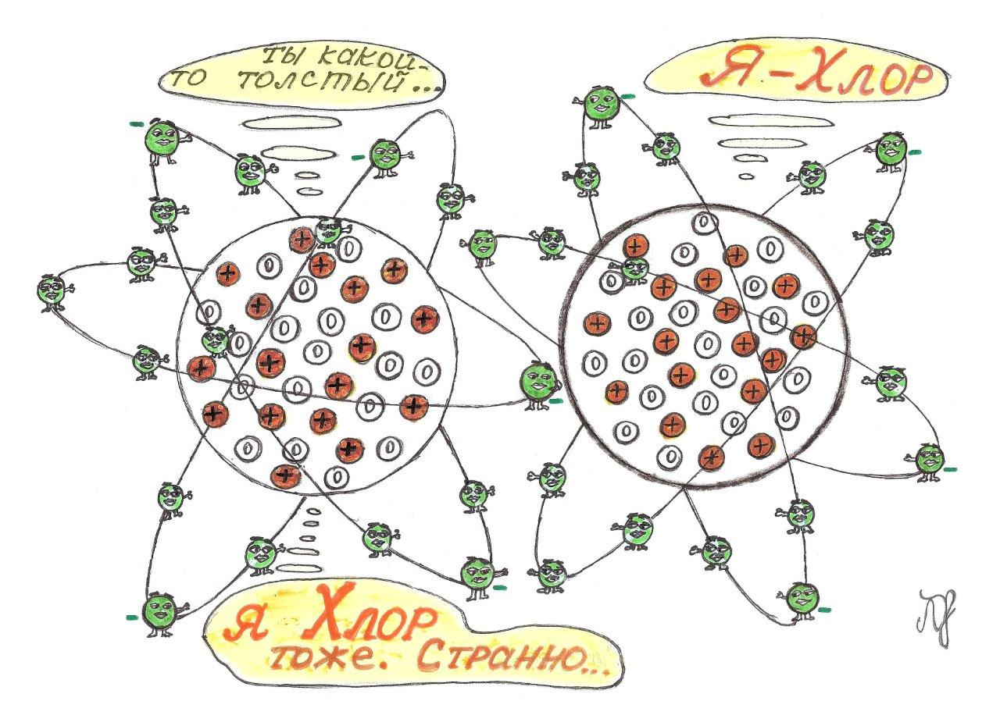 ты какой-
то толстый...
Я - Хлор
я Хлор
тоже. Странно...